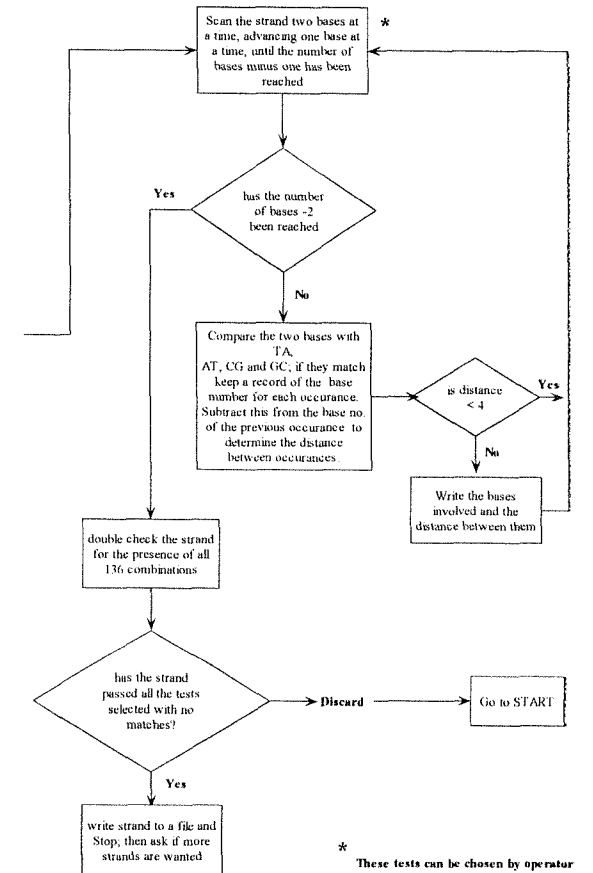 Scan the strand two bases at
a time, advancing one base at
a time, until the number of
bases minus one has been
reached
*
Yes
has the number
of bases -2
been reached
No
Compare the two bases with
TA,
AT, CG and GC; if they match
keep a record of the base
number for each occurance.
Subtract this from the base no.
of the previous occurance to
determine the distance
between occurances.
is distance
< 4
Yes
No
Write the bases
involved and the
distance between them
double check the strand
for the presence of all
136 combinations
has the strand
passed all the tests
selected with no
matches?
Discard
Go to START
Yes
write strand to a file and
Stop; then ask if more
strands are wanted
*
These tests can be chosen by operator